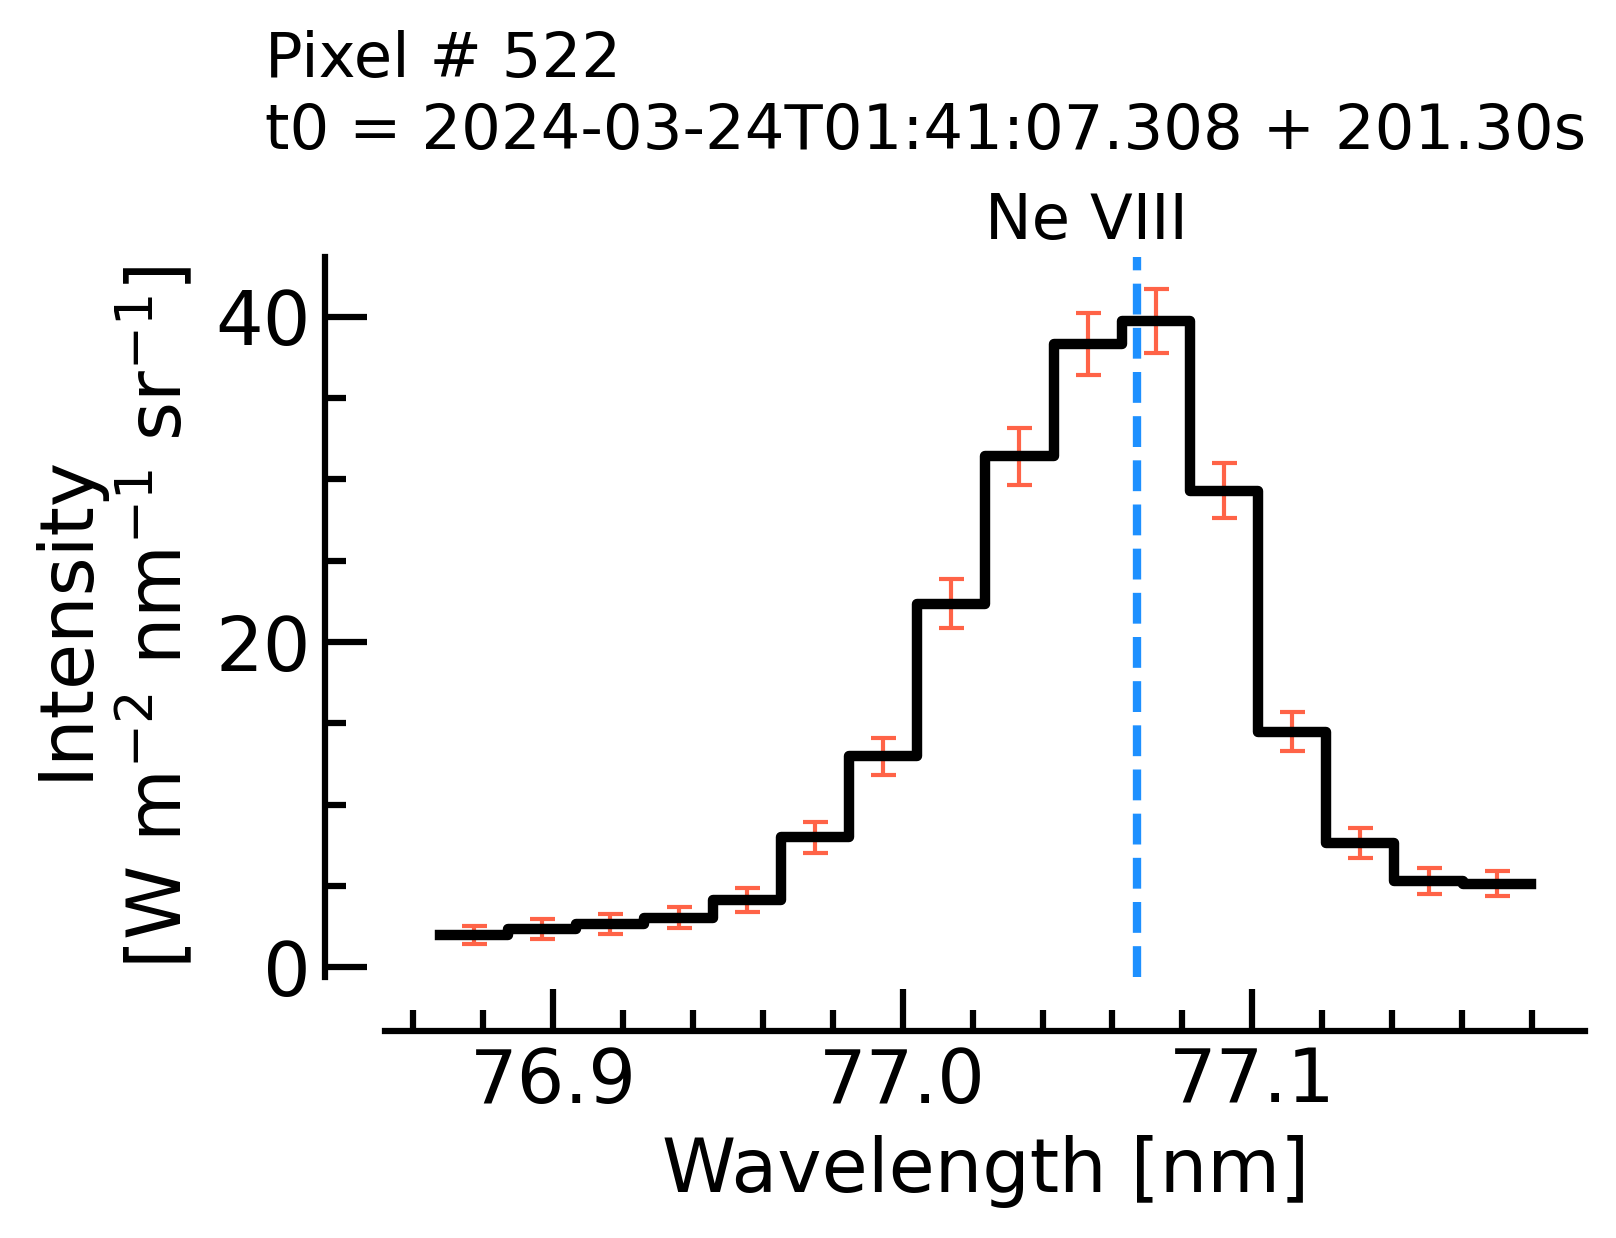 Pixel # 522
t0 = 2024-03-24T01:41:07.308 + 201.30s
Ne VIII
Intensity
[W m⁻² nm⁻¹ sr⁻¹]
40
20
0
76.9 77.0 77.1
Wavelength [nm]